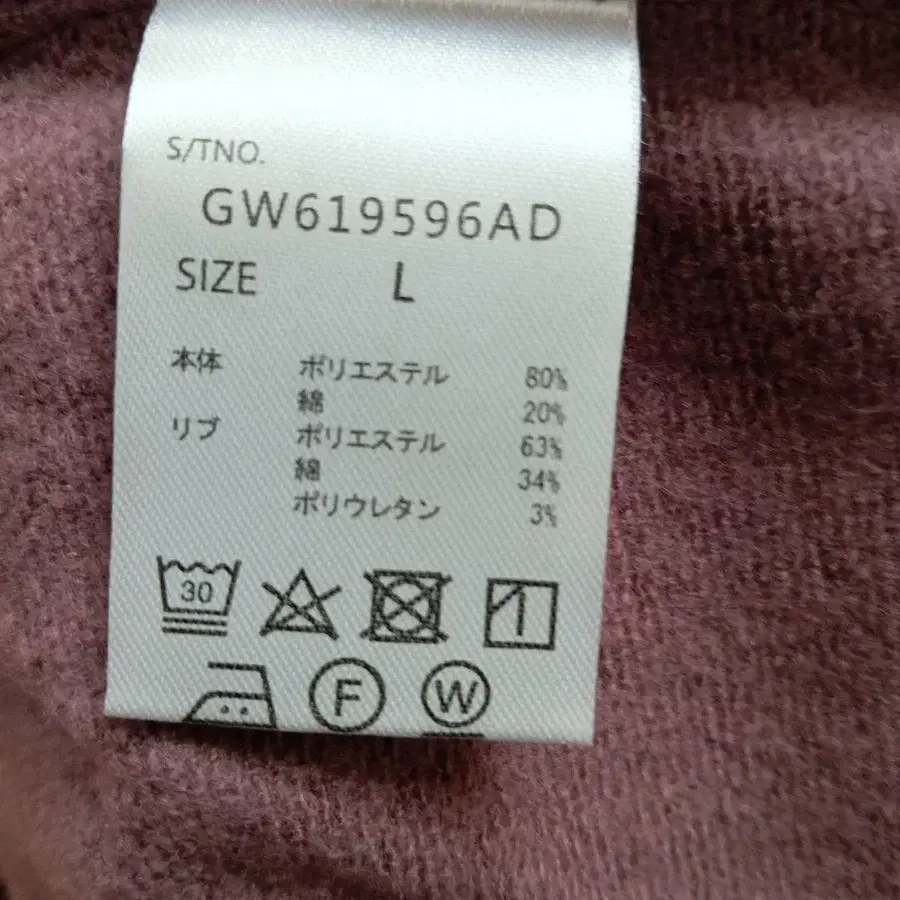 S/TNO.
GW619596AD
SIZE L
本体 ポリエステル 80%
綿 20%
リブ ポリエステル 63%
綿 34%
ポリウレタン 3%
30
F W